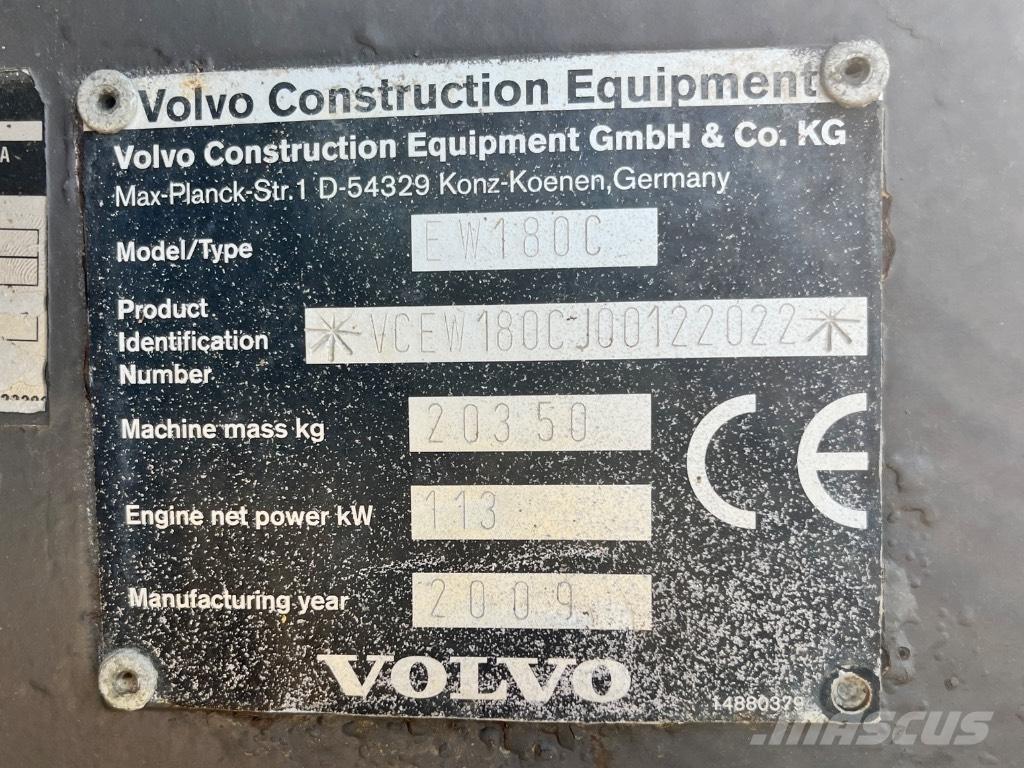 Volvo Construction Equipment
Volvo Construction Equipment GmbH & Co. KG
Max-Planck-Str.1 D-54329 Konz-Koenen,Germany
Model/Type EW180C
Product
Identification
Number
*VCEW180CJ00122022*
Machine mass kg 20350
Engine net power kW 113
Manufacturing year 2009
CE
VOLVO
14880379
MASCUS
A